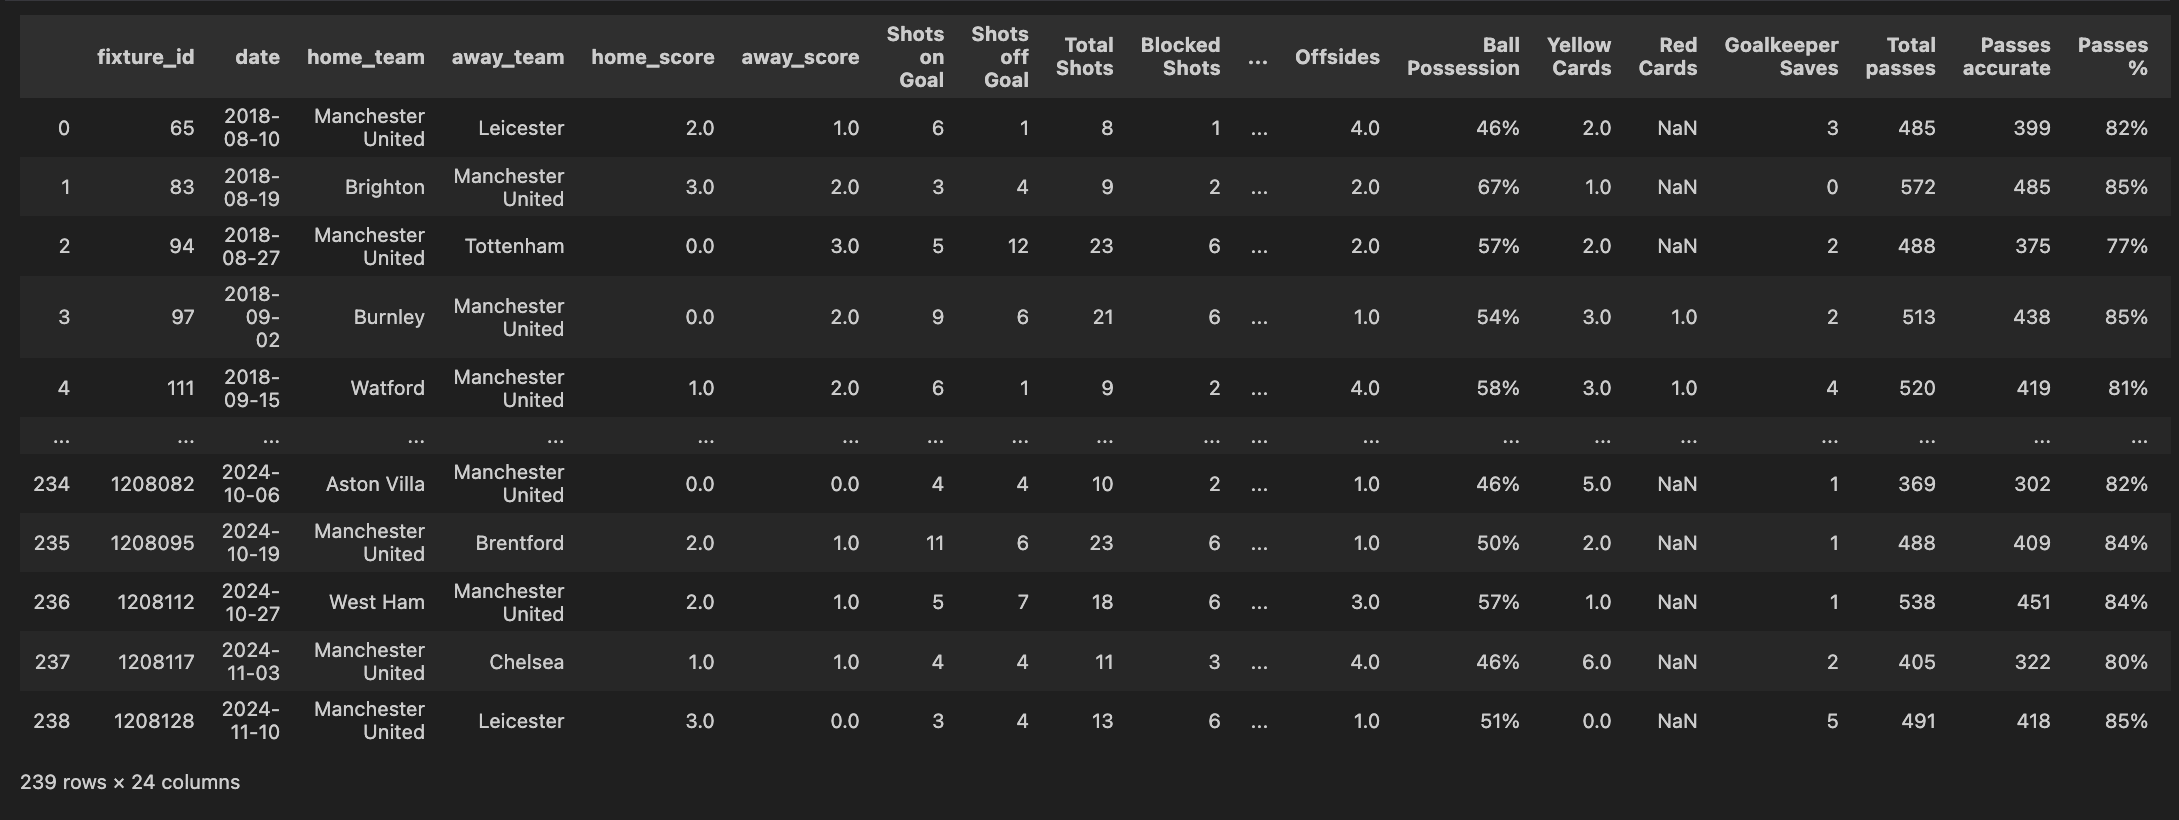 fixture_id date home_team away_team home_score away_score Shots on Goal Shots off Goal Total Shots Blocked Shots ... Offsides Ball Possession Yellow Cards Red Cards Goalkeeper Saves Total passes Passes accurate Passes %
0 65 2018-08-10 Manchester United Leicester 2.0 1.0 6 1 8 1 ... 4.0 46% 2.0 NaN 3 485 399 82%
1 83 2018-08-19 Brighton Manchester United 3.0 2.0 3 4 9 2 ... 2.0 67% 1.0 NaN 0 572 485 85%
2 94 2018-08-27 Manchester United Tottenham 0.0 3.0 5 12 23 6 ... 2.0 57% 2.0 NaN 2 488 375 77%
3 97 2018-09-02 Burnley Manchester United 0.0 2.0 9 6 21 6 ... 1.0 54% 3.0 1.0 2 513 438 85%
4 111 2018-09-15 Watford Manchester United 1.0 2.0 6 1 9 2 ... 4.0 58% 3.0 1.0 4 520 419 81%
... ... ... ... ... ... ... ... ... ... ... ... ... ... ... ... ... ... ... ...
234 1208082 2024-10-06 Aston Villa Manchester United 0.0 0.0 4 4 10 2 ... 1.0 46% 5.0 NaN 1 369 302 82%
235 1208095 2024-10-19 Manchester United Brentford 2.0 1.0 11 6 23 6 ... 1.0 50% 2.0 NaN 1 488 409 84%
236 1208112 2024-10-27 West Ham Manchester United 2.0 1.0 5 7 18 6 ... 3.0 57% 1.0 NaN 1 538 451 84%
237 1208117 2024-11-03 Manchester United Chelsea 1.0 1.0 4 4 11 3 ... 4.0 46% 6.0 NaN 2 405 322 80%
238 1208128 2024-11-10 Manchester United Leicester 3.0 0.0 3 4 13 6 ... 1.0 51% 0.0 NaN 5 491 418 85%
239 rows × 24 columns